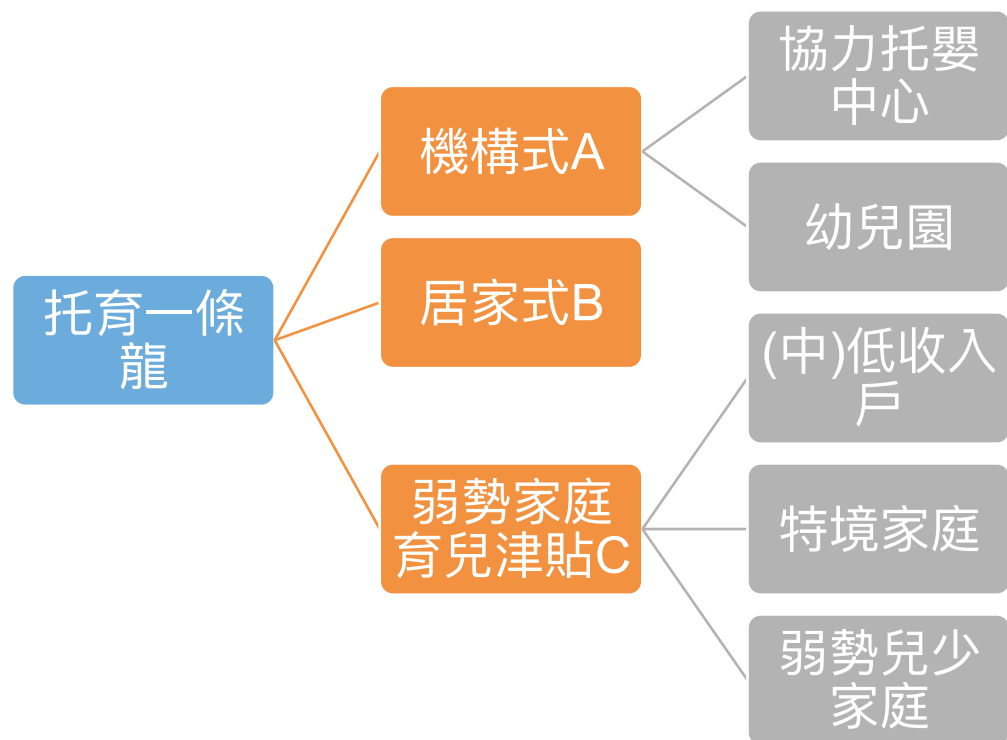 托育一條
龍
機構式A
居家式B
弱勢家庭
育兒津貼C
協力托嬰
中心
幼兒園
(中)低收入
戶
特境家庭
弱勢兒少
家庭